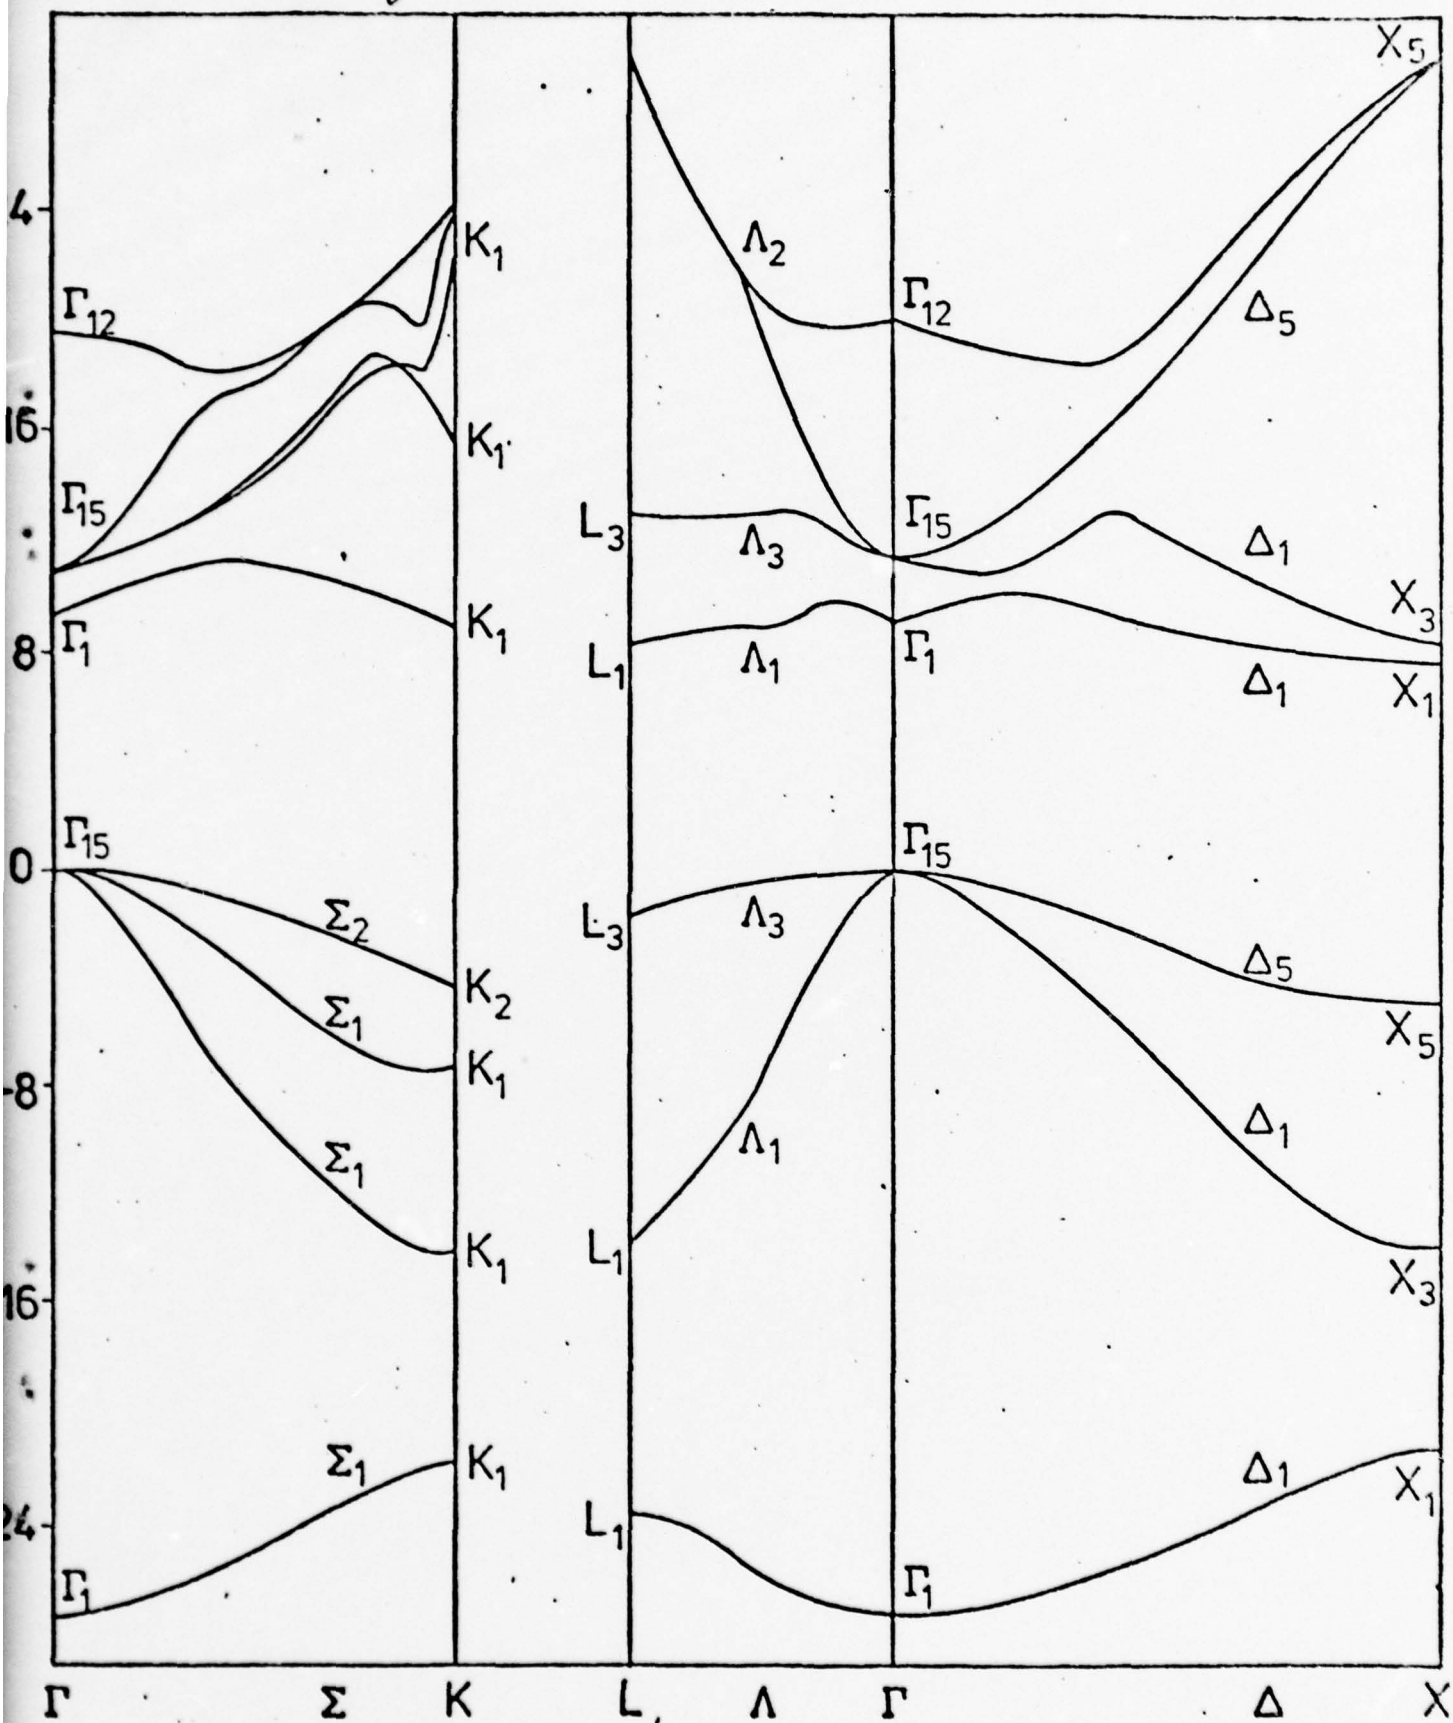 X₅
4
Λ₂
K₁
Γ₁₂
Γ₁₂
Δ₅
16
K₁
Γ₁₅
L₃
Γ₁₅
Λ₃
Δ₁
X₃
Γ₁
K₁
8
L₁
Λ₁
Γ₁
Δ₁
X₁
Γ₁₅
Γ₁₅
0
Σ₂
L₃
Λ₃
Δ₅
K₂
Σ₁
X₅
K₁
-8
Δ₁
Λ₁
Σ₁
K₁
L₁
X₃
16
Σ₁
K₁
Δ₁
X₁
L₁
24
Γ₁
Γ₁
Γ Σ K L Λ Γ Δ X